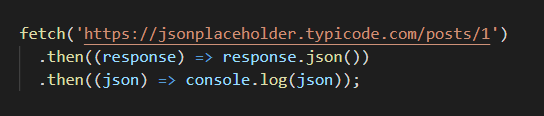 fetch('https://jsonplaceholder.typicode.com/posts/1')
  .then((response) => response.json())
  .then((json) => console.log(json));